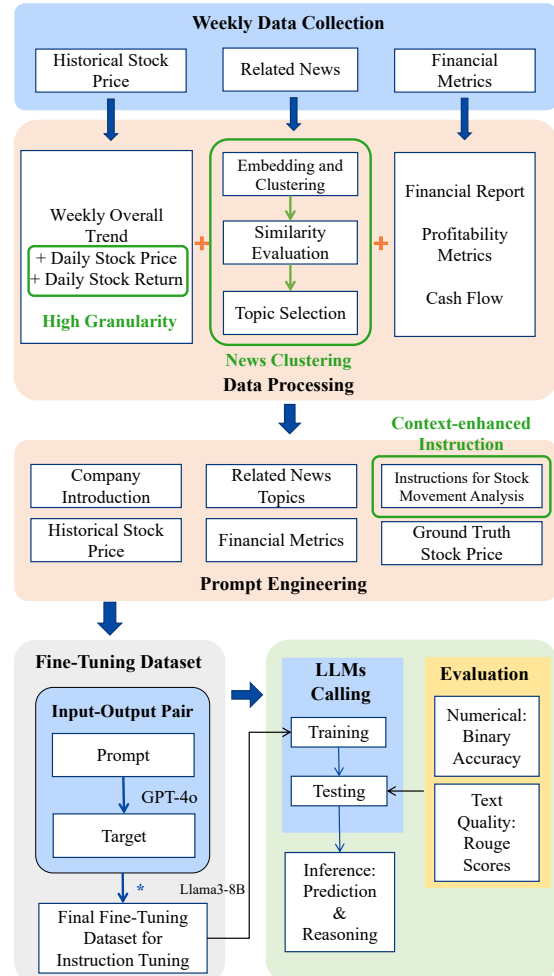 Weekly Data Collection
Historical Stock
Price
Related News
Financial
Metrics
Weekly Overall
Trend
+ Daily Stock Price
+ Daily Stock Return
High Granularity
+
Embedding and
Clustering
Similarity
Evaluation
Topic Selection
News Clustering
+
Financial Report
Profitability
Metrics
Cash Flow
Data Processing
Context-enhanced
Instruction
Company
Introduction
Related News
Topics
Instructions for Stock
Movement Analysis
Historical Stock
Price
Financial Metrics
Ground Truth
Stock Price
Prompt Engineering
Fine-Tuning Dataset
Input-Output Pair
Prompt
GPT-4o
Target
*
Final Fine-Tuning
Dataset for
Instruction Tuning
Llama3-8B
LLMs
Calling
Training
Testing
Inference:
Prediction
&
Reasoning
Evaluation
Numerical:
Binary
Accuracy
Text
Quality:
Rouge
Scores